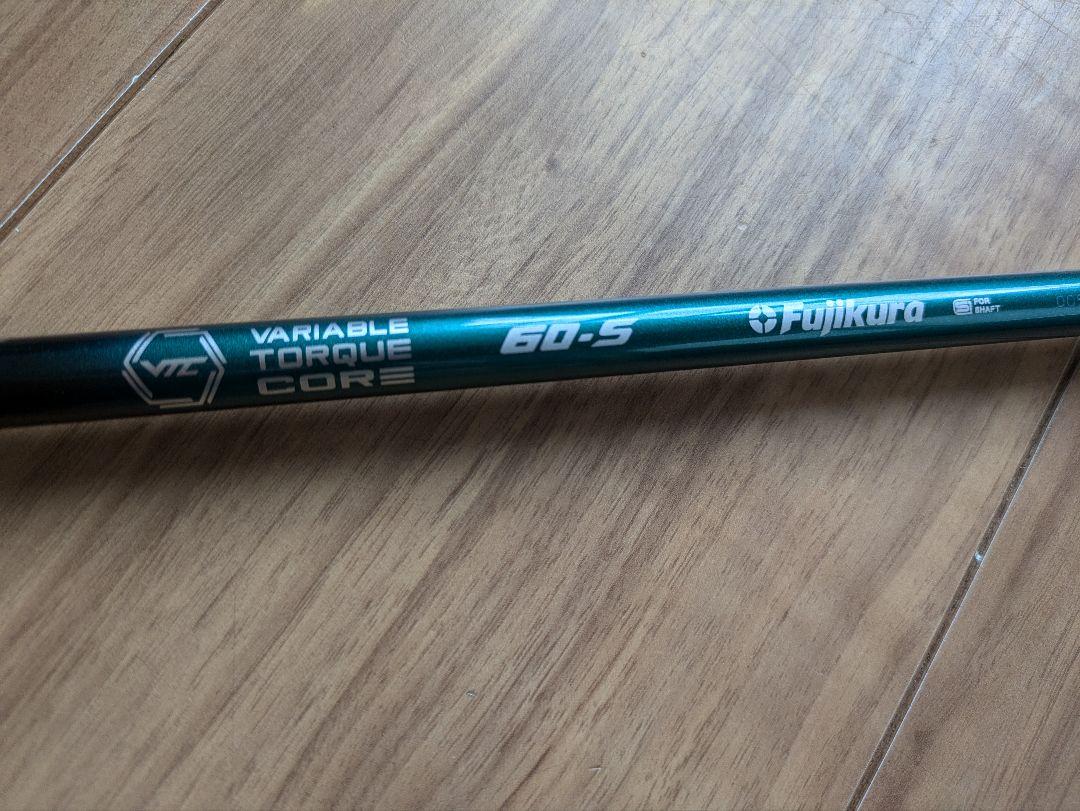 VTC
VARIABLE
TORQUE
CORE
60-S
Fujikura
FOR
SHAFT